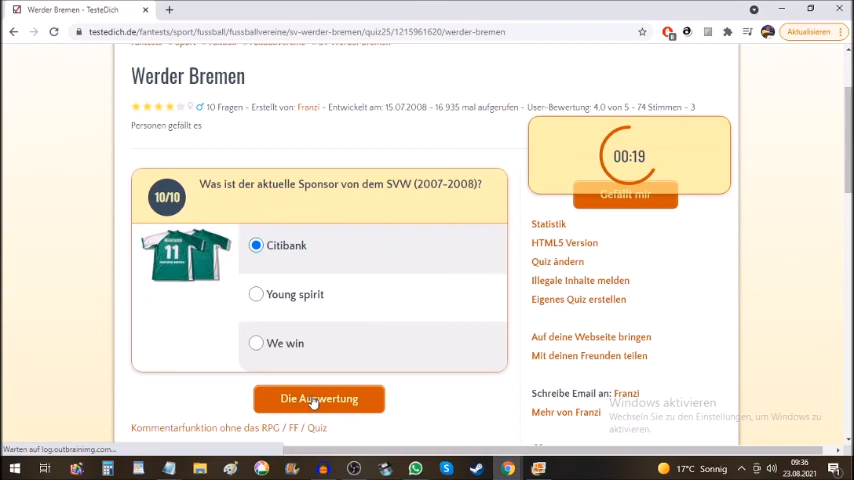 Werder Bremen - TesteDich
testedich.de/fantests/sport/fussball/fussballvereine/sv-werder-bremen/quiz25/1215961620/werder-bremen
Aktualisieren
Werder Bremen
10 Fragen - Erstellt von: Franzi - Entwickelt am: 15.07.2008 - 16.935 mal aufgerufen - User-Bewertung: 4,0 von 5 - 74 Stimmen - 3
Personen gefällt es
00:19
Gefällt mir
10/10
Was ist der aktuelle Sponsor von dem SVW (2007-2008)?
11
Citibank
Young spirit
We win
Die Auswertung
Kommentarfunktion ohne das RPG / FF / Quiz
Statistik
HTML5 Version
Quiz ändern
Illegale Inhalte melden
Eigenes Quiz erstellen
Auf deine Webseite bringen
Mit deinen Freunden teilen
Schreibe Email an: Franzi
Mehr von Franzi
Windows aktivieren
Wechseln Sie zu den Einstellungen, um Windows zu
aktivieren.
Warten auf log.outbrainimg.com...
17°C Sonnig
09:36
23.08.2021